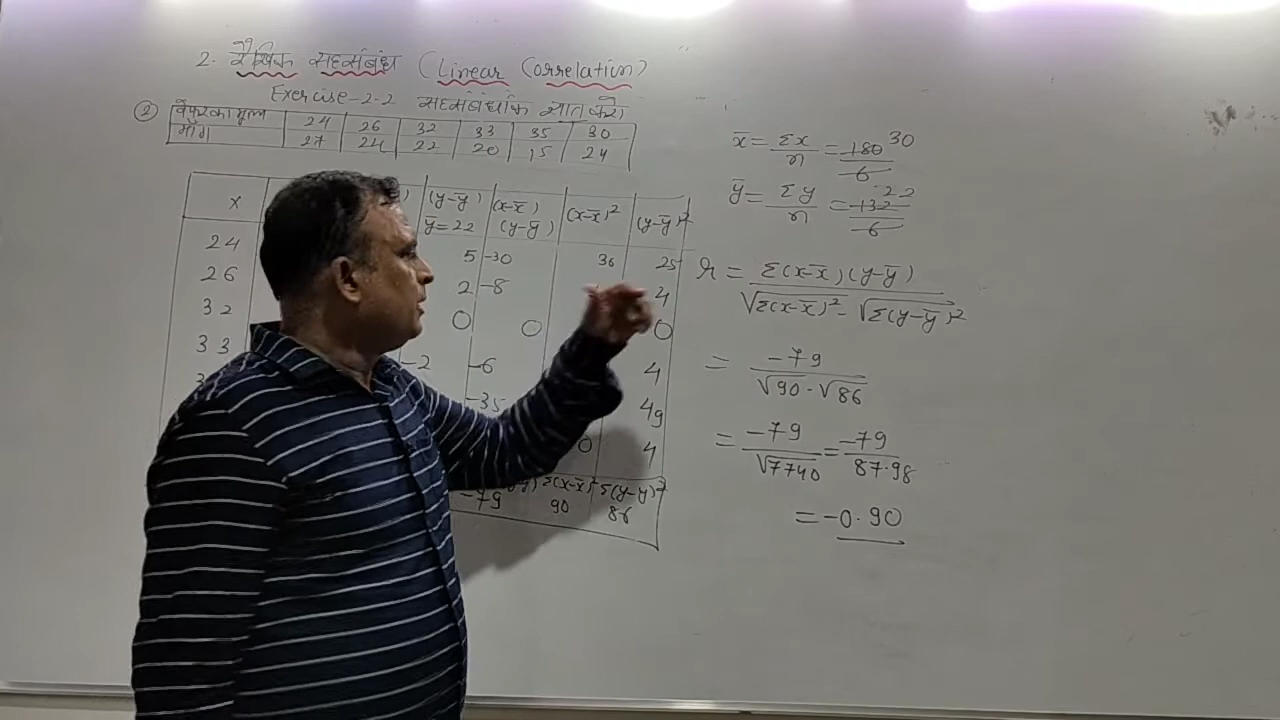 2. रैखिक सहसंबंध (Linear Correlation)
Exercise-2.2 सहसंबंधांक ज्ञात करो
② वेफुर का मूल्य 24 26 32 33 35 30
माँग 27 24 22 20 15 24
x (y-ȳ) (x-x̄) (x-x̄)² (y-ȳ)²
ȳ=22 (y-ȳ)
24 5 -30 36 25
26 2 -8 4
32 0 0 0
33 -2 -6 4
-35 49
0 4
Σ(x-x̄)² Σ(y-ȳ)²
-79 90 86
x̄ = Σx/n = 180/6 30
ȳ = Σy/n = 132/6 22
r = Σ(x-x̄)(y-ȳ) / √Σ(x-x̄)² · √Σ(y-ȳ)²
= -79 / √90 · √86
= -79 / √7740 = -79 / 87.98
= -0.90